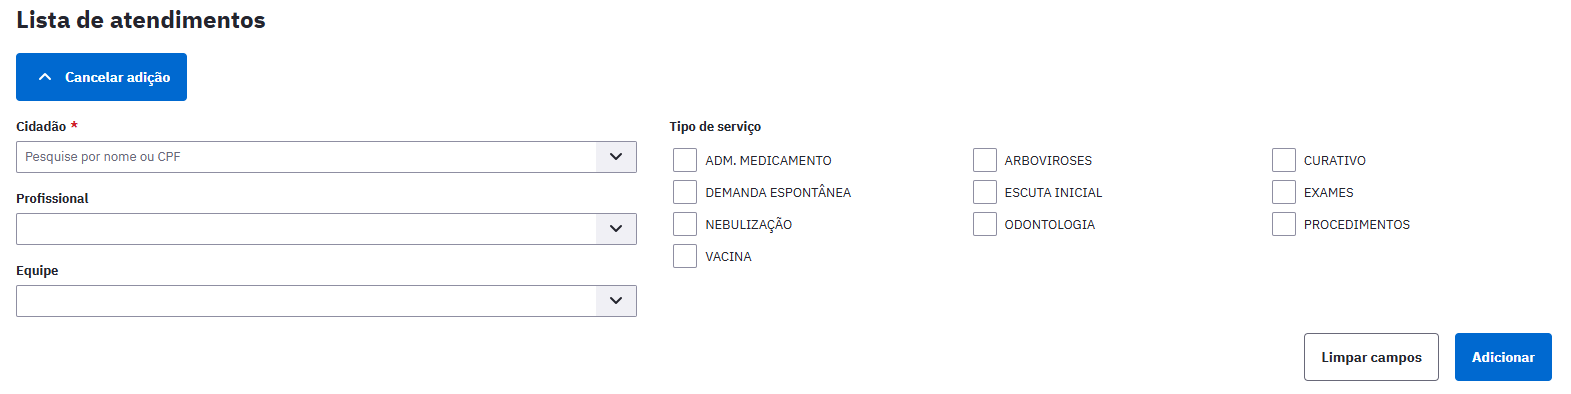 Lista de atendimentos
Cancelar adição
Cidadão *
Pesquise por nome ou CPF
Profissional
Equipe
Tipo de serviço
ADM. MEDICAMENTO
ARBOVIROSES
CURATIVO
DEMANDA ESPONTÂNEA
ESCUTA INICIAL
EXAMES
NEBULIZAÇÃO
ODONTOLOGIA
PROCEDIMENTOS
VACINA
Limpar campos
Adicionar